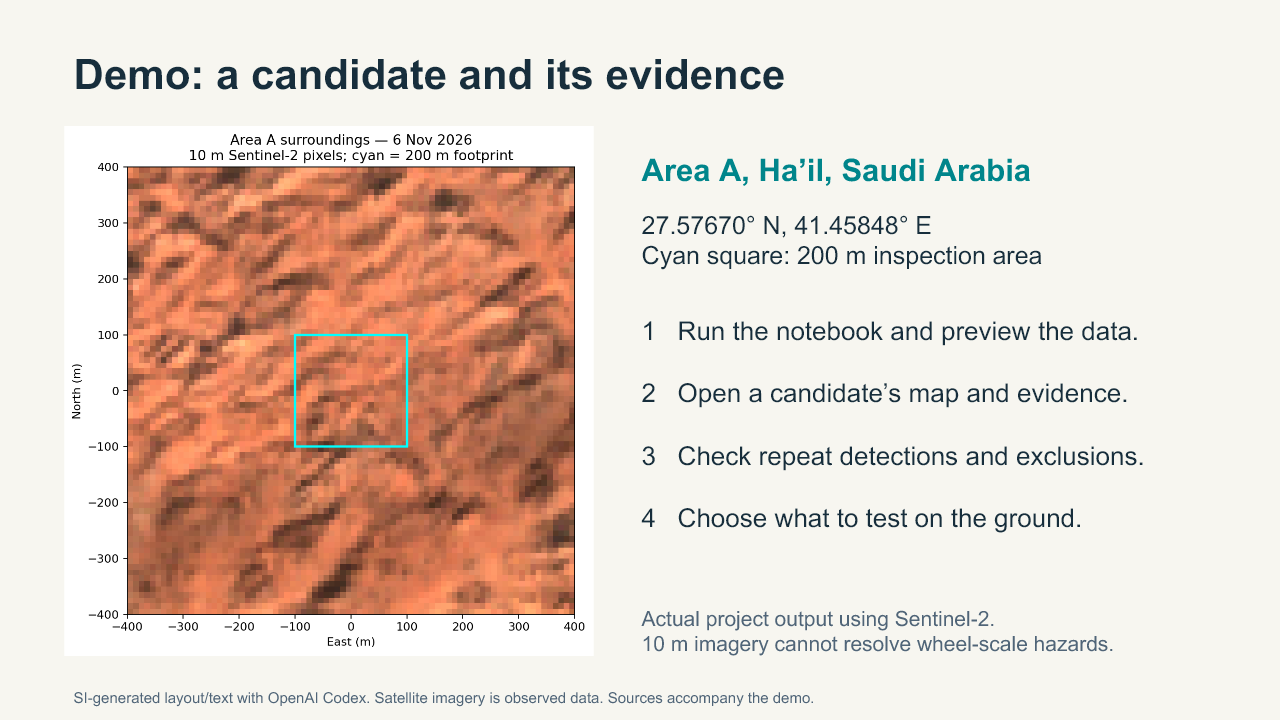 Demo: a candidate and its evidence
Area A surroundings — 6 Nov 2026
10 m Sentinel-2 pixels; cyan = 200 m footprint
400
300
200
100
0
−100
−200
−300
−400
North (m)
−400 −300 −200 −100 0 100 200 300 400
East (m)
Area A, Ha’il, Saudi Arabia
27.57670° N, 41.45848° E
Cyan square: 200 m inspection area
1 Run the notebook and preview the data.
2 Open a candidate’s map and evidence.
3 Check repeat detections and exclusions.
4 Choose what to test on the ground.
Actual project output using Sentinel-2.
10 m imagery cannot resolve wheel-scale hazards.
SI-generated layout/text with OpenAI Codex. Satellite imagery is observed data. Sources accompany the demo.